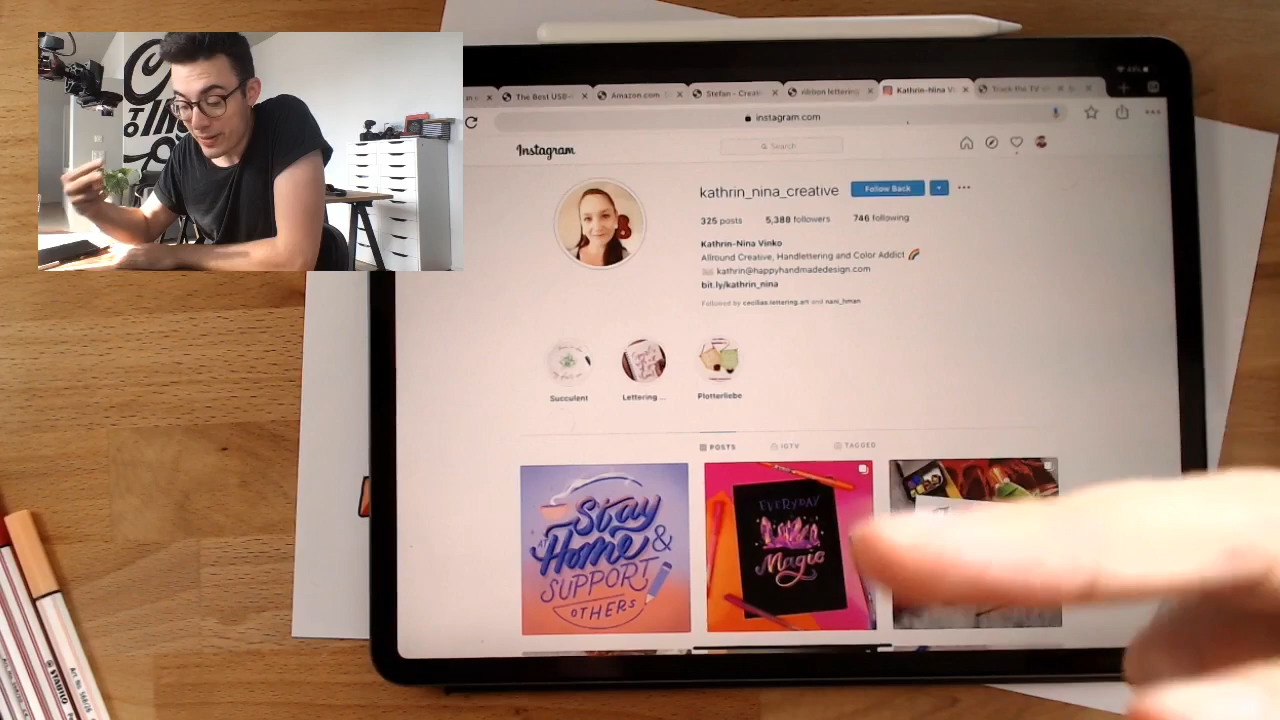 The Best USB-
Amazon.com
Stefan - Creati
ribbon lettering
Kathrin-Nina V
Track the
instagram.com
Instagram
Search
kathrin_nina_creative
Follow Back
325 posts
5,388 followers
746 following
Kathrin-Nina Vinko
Allround Creative, Handlettering and Color Addict 🌈
kathrin@happyhandmadedesign.com
bit.ly/kathrin_nina
Followed by cecilias.lettering.art and nani_hman
Succulent
Lettering ...
Plotterliebe
POSTS
IGTV
TAGGED
Stay
AT Home &
SUPPORT
OTHERS
EVERYDAY
Magic
TO
STABILO